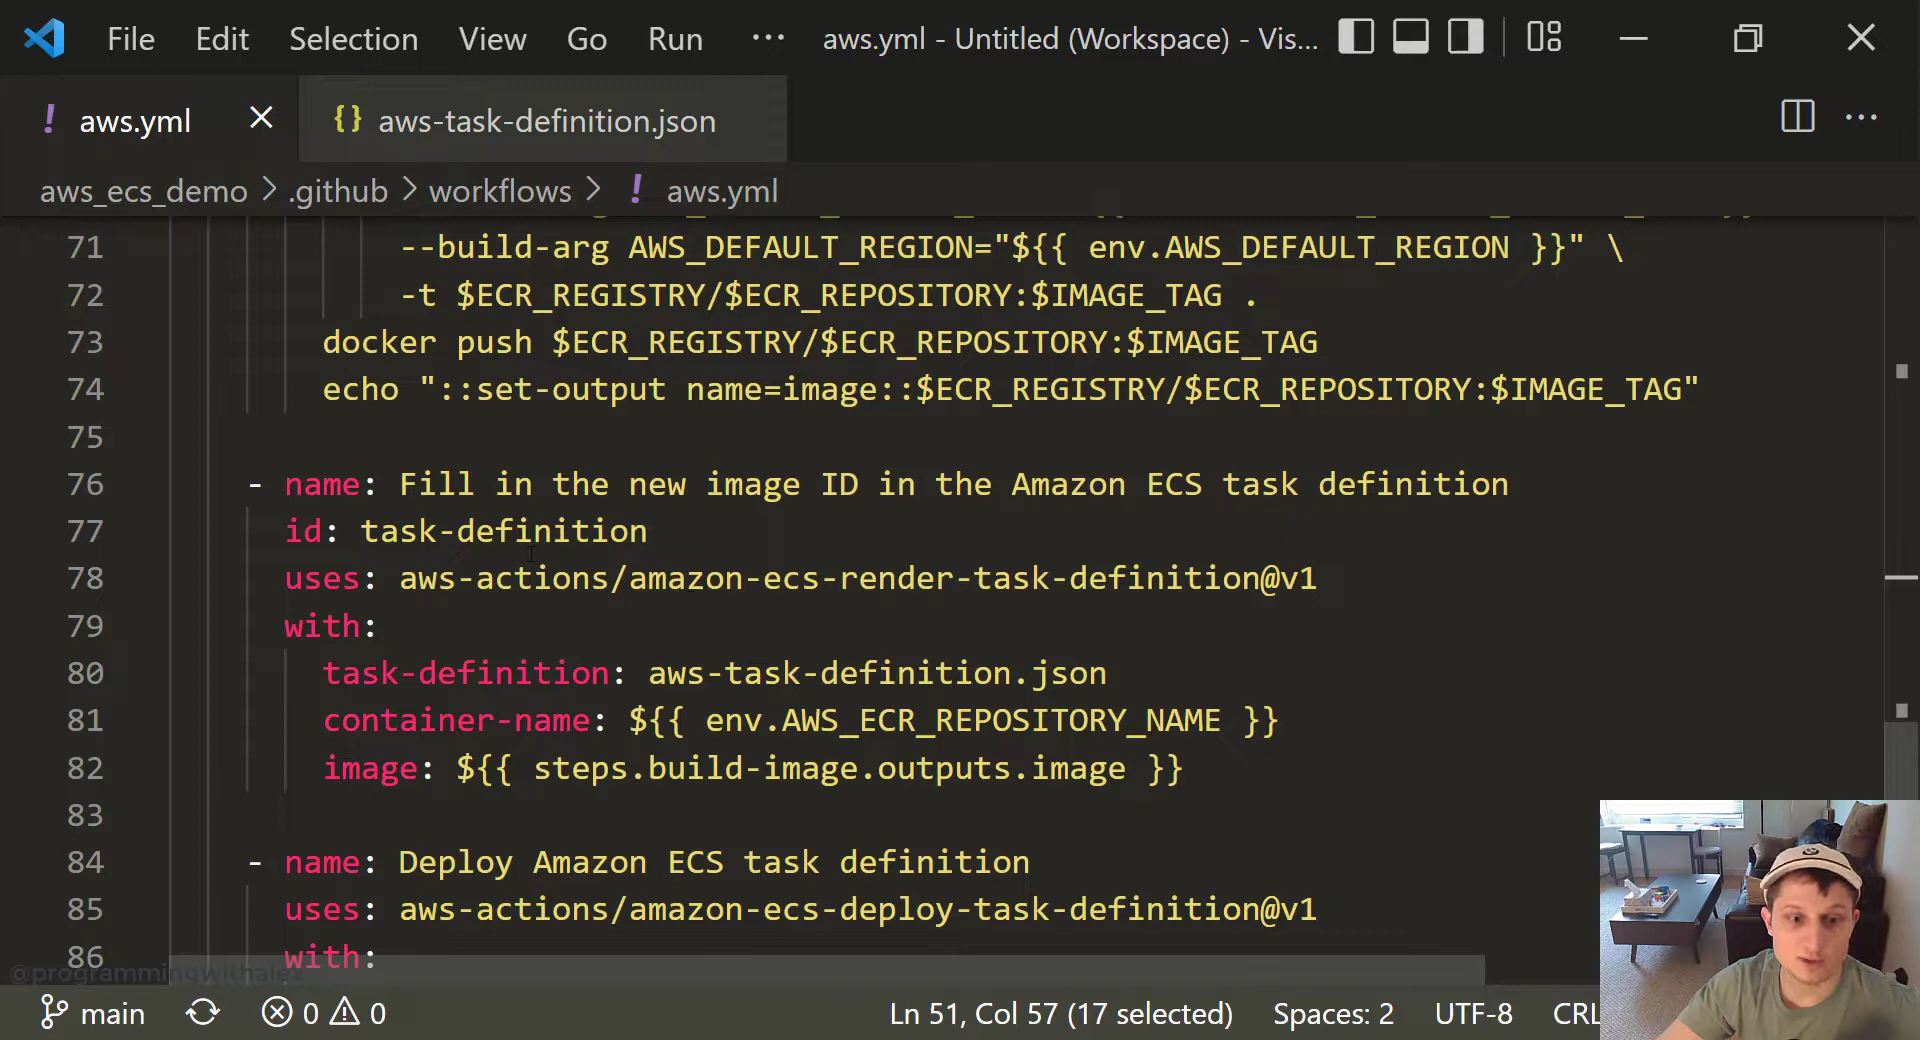 File Edit Selection View Go Run ··· aws.yml - Untitled (Workspace) - Vis...
! aws.yml {} aws-task-definition.json ···
aws_ecs_demo > .github > workflows > ! aws.yml
71 --build-arg AWS_DEFAULT_REGION="${{ env.AWS_DEFAULT_REGION }}" \
72 -t $ECR_REGISTRY/$ECR_REPOSITORY:$IMAGE_TAG .
73 docker push $ECR_REGISTRY/$ECR_REPOSITORY:$IMAGE_TAG
74 echo "::set-output name=image::$ECR_REGISTRY/$ECR_REPOSITORY:$IMAGE_TAG"
75
76 - name: Fill in the new image ID in the Amazon ECS task definition
77 id: task-definition
78 uses: aws-actions/amazon-ecs-render-task-definition@v1
79 with:
80 task-definition: aws-task-definition.json
81 container-name: ${{ env.AWS_ECR_REPOSITORY_NAME }}
82 image: ${{ steps.build-image.outputs.image }}
83
84 - name: Deploy Amazon ECS task definition
85 uses: aws-actions/amazon-ecs-deploy-task-definition@v1
86 with:
main 0 0 Ln 51, Col 57 (17 selected) Spaces: 2 UTF-8 CRL